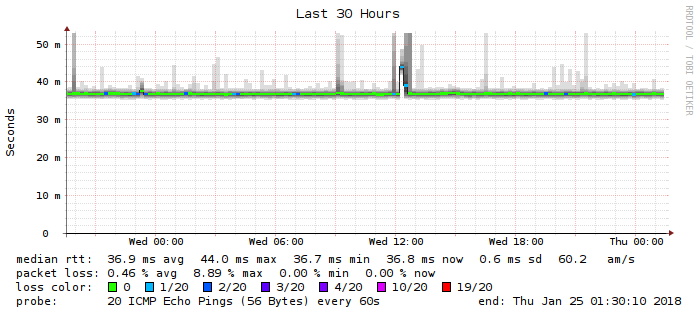 Last 30 Hours
RRDTOOL / TOBI OETIKER
Seconds
50 m
40 m
30 m
20 m
10 m
0
Wed 00:00 Wed 06:00 Wed 12:00 Wed 18:00 Thu 00:00
median rtt: 36.9 ms avg 44.0 ms max 36.7 ms min 36.8 ms now 0.6 ms sd 60.2 am/s
packet loss: 0.46 % avg 8.89 % max 0.00 % min 0.00 % now
loss color: 0 1/20 2/20 3/20 4/20 10/20 19/20
probe: 20 ICMP Echo Pings (56 Bytes) every 60s end: Thu Jan 25 01:30:10 2018